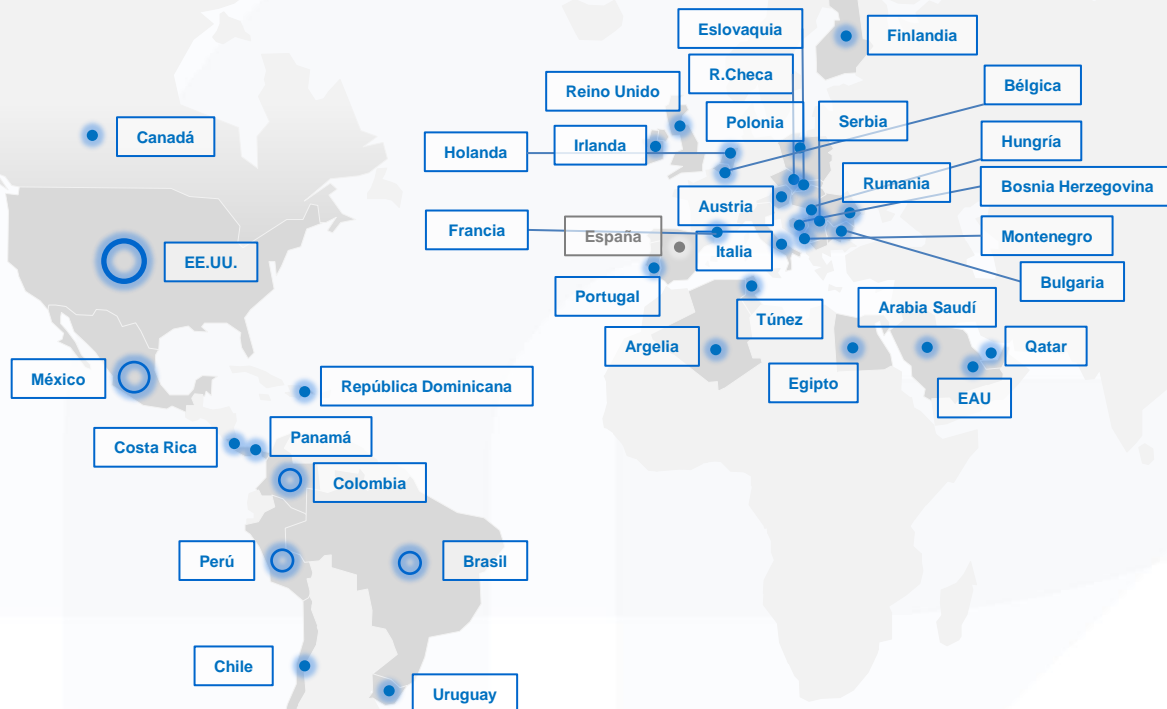 Eslovaquia
Finlandia
R.Checa
Bélgica
Reino Unido
Polonia
Serbia
Canadá
Holanda
Irlanda
Hungría
Rumania
Bosnia Herzegovina
Austria
Francia
España
Italia
Montenegro
EE.UU.
Portugal
Bulgaria
Túnez
Arabia Saudí
Argelia
Qatar
México
República Dominicana
Egipto
EAU
Costa Rica
Panamá
Colombia
Perú
Brasil
Chile
Uruguay